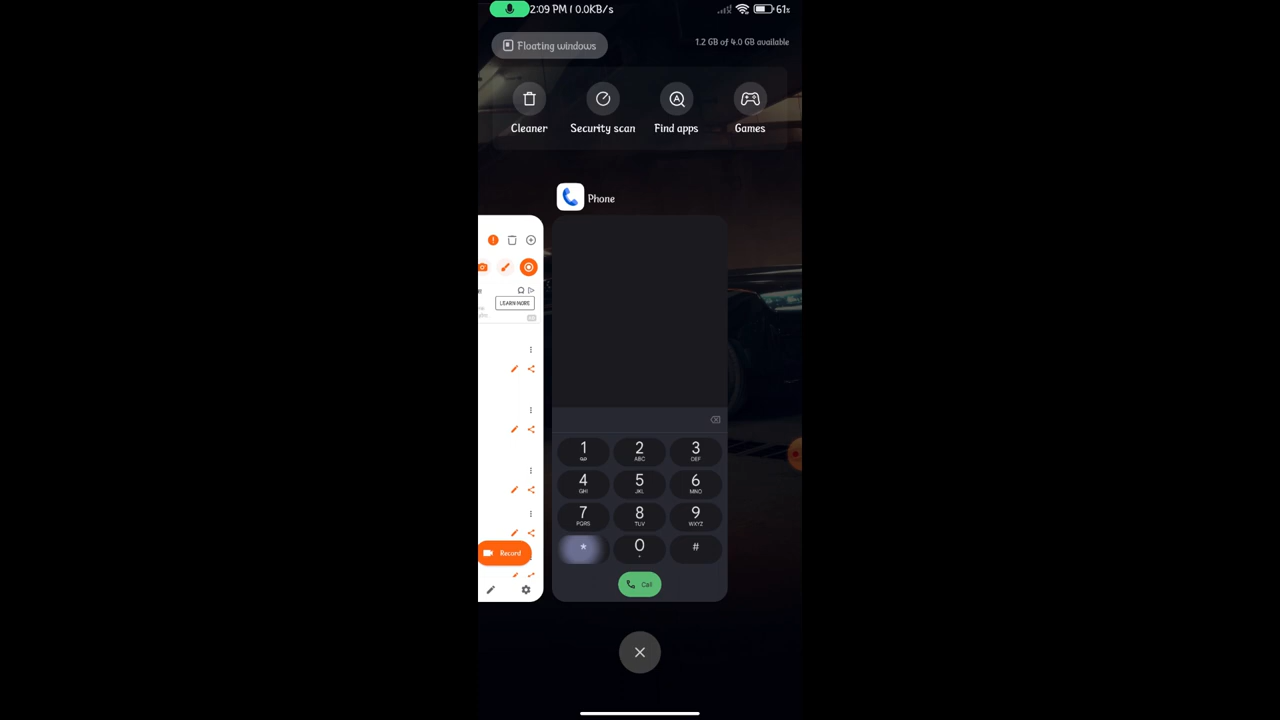 2:09 PM / 0.0KB/s
61%
Floating windows
1.2 GB of 4.0 GB available
Cleaner
Security scan
Find apps
Games
Phone
LEARN MORE
1
2
3
ABC
DEF
4
5
6
GHI
JKL
MNO
7
8
9
PQRS
TUV
WXYZ
*
0
#
+
Record
Call